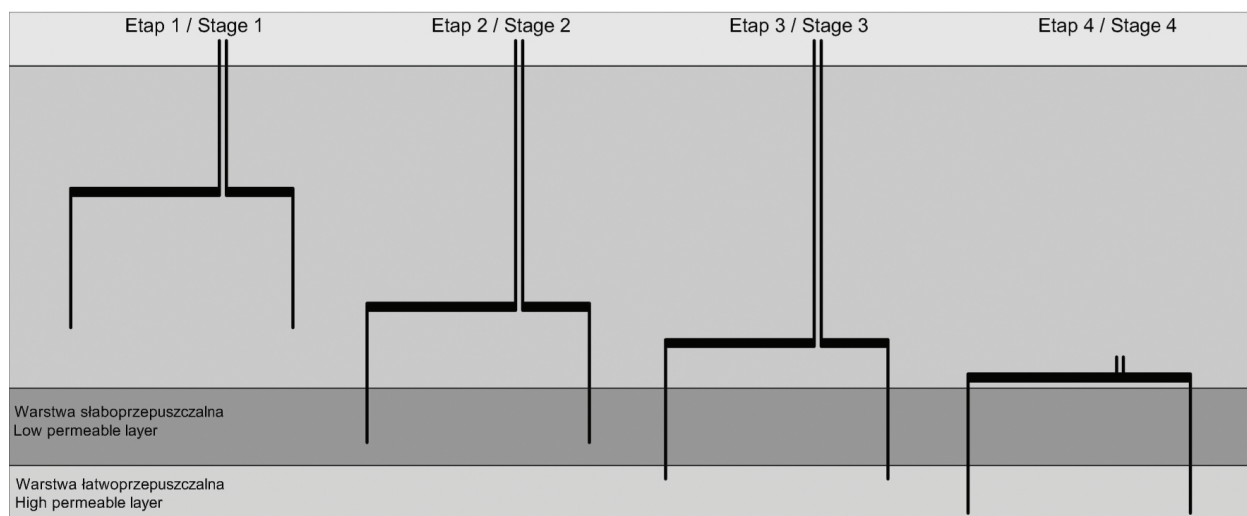 Etap 1 / Stage 1
Etap 2 / Stage 2
Etap 3 / Stage 3
Etap 4 / Stage 4
Warstwa słaboprzepuszczalna
Low permeable layer
Warstwa łatwoprzepuszczalna
High permeable layer